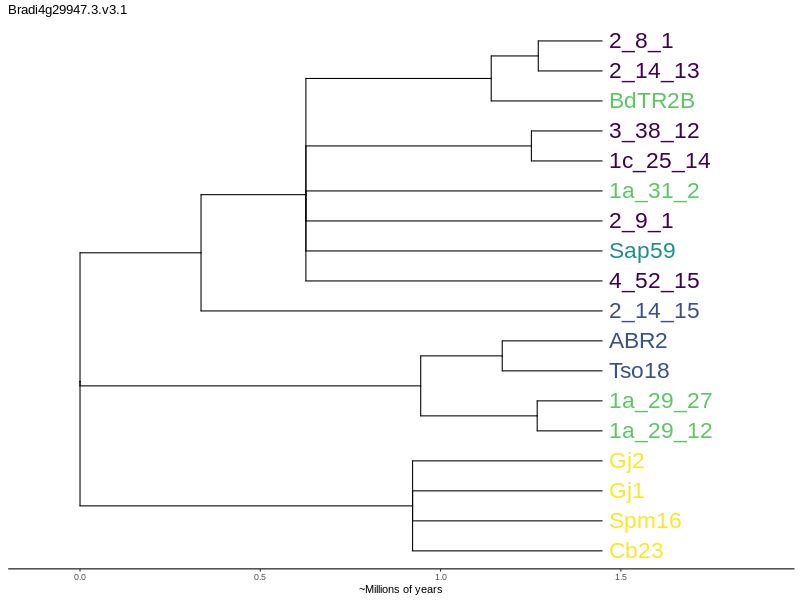 Bradi4g29947.3.v3.1
2_8_1
2_14_13
BdTR2B
3_38_12
1c_25_14
1a_31_2
2_9_1
Sap59
4_52_15
2_14_15
ABR2
Tso18
1a_29_27
1a_29_12
Gj2
Gj1
Spm16
Cb23
0.0 0.5 1.0 1.5
~Millions of years